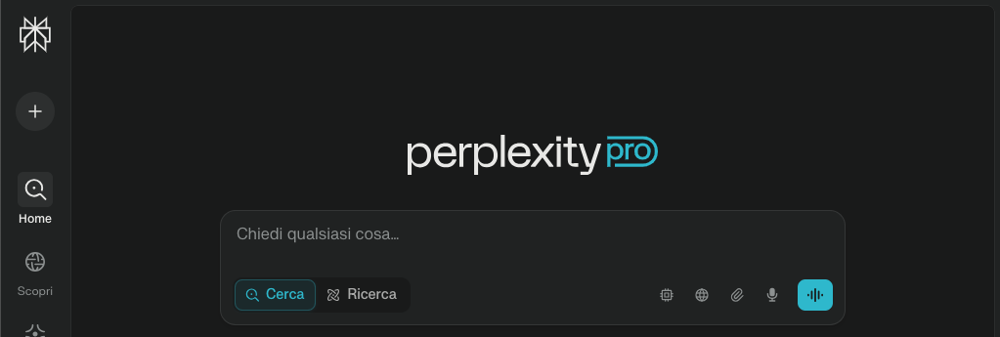 perplexity pro
Chiedi qualsiasi cosa...
Cerca
Ricerca
Home
Scopri